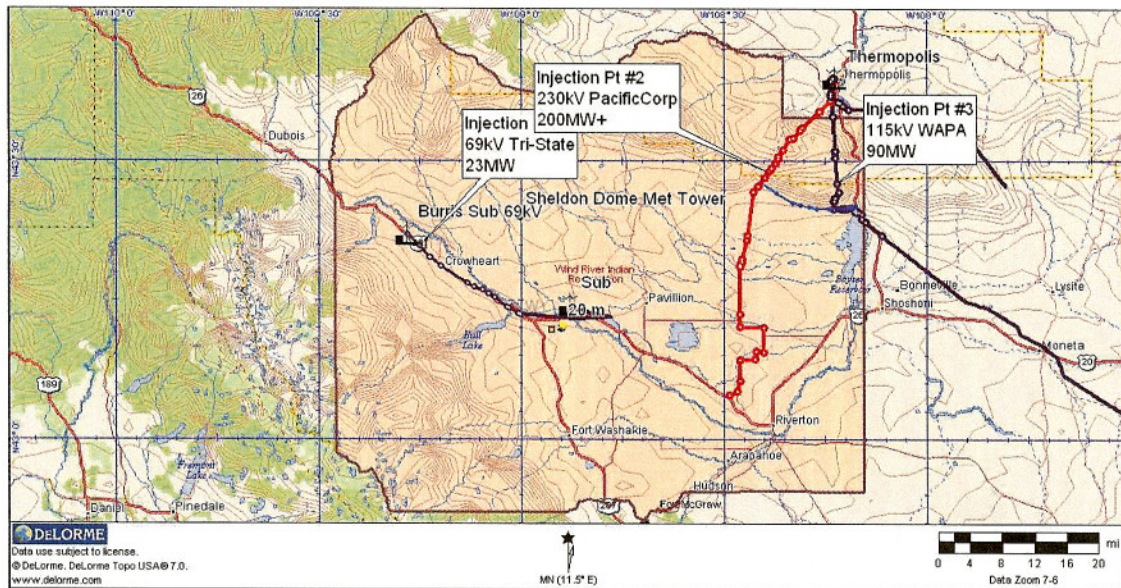 W110° 0'
W109° 30'
W109° 0'
W108° 30'
W108° 0'
Thermopolis
Thermopolis
Injection Pt #2
230kV PacificCorp
200MW+
Injection Pt #3
115kV WAPA
90MW
Injection
69kV Tri-State
23MW
26
Dubois
N43° 30'
Sheldon Dome Met Tower
Burris Sub 69kV
Crowheart
Wind River Indian
Sub
Pavillion
20 m
Boysen
Reservoir
Bonneville
Lysite
Shoshoni
26
Bull
Lake
Moneta
20
189
N43° 0'
Fort Washakie
Riverton
Arapahoe
Hudson
Fort McGraw
287
Fremont
Lake
Daniel
Pinedale
DELORME
Data use subject to license.
© DeLorme. DeLorme Topo USA® 7.0.
www.delorme.com
MN (11.5° E)
mi
0 4 8 12 16 20
Data Zoom 7-6